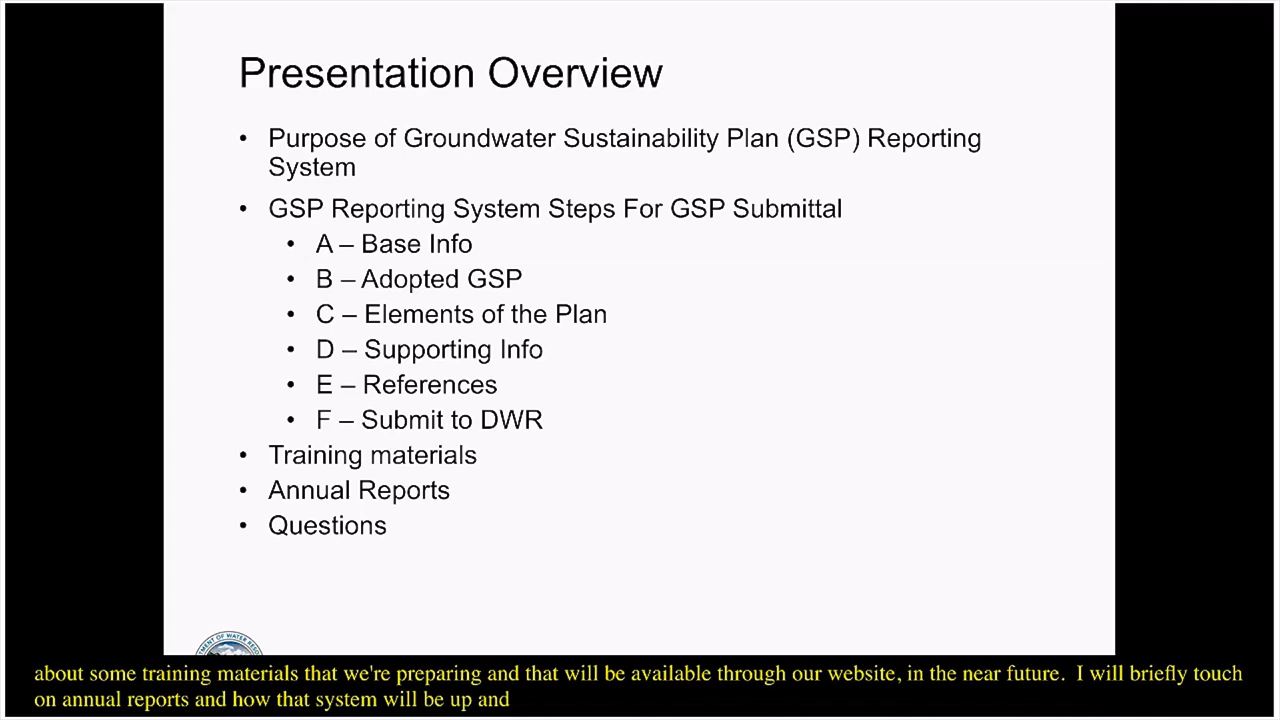 Presentation Overview
• Purpose of Groundwater Sustainability Plan (GSP) Reporting
System
• GSP Reporting System Steps For GSP Submittal
• A – Base Info
• B – Adopted GSP
• C – Elements of the Plan
• D – Supporting Info
• E – References
• F – Submit to DWR
• Training materials
• Annual Reports
• Questions
about some training materials that we're preparing and that will be available through our website, in the near future.  I will briefly touch
on annual reports and how that system will be up and